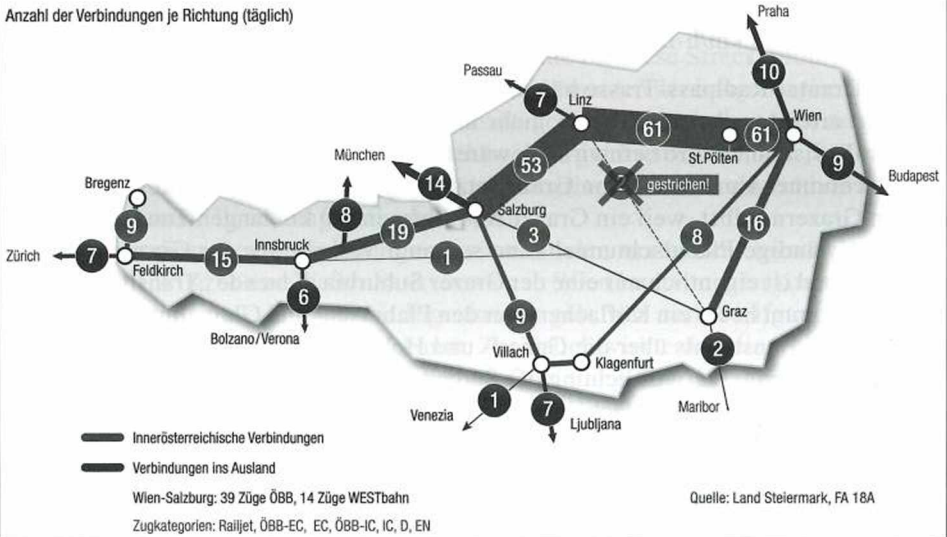 Anzahl der Verbindungen je Richtung (täglich)
Praha
10
Passau
7
Linz
61
61
Wien
St.Pölten
9
Budapest
53
München
14
2
gestrichen!
Bregenz
9
8
Salzburg
19
3
16
8
Zürich
7
Feldkirch
15
Innsbruck
1
6
Bolzano/Verona
9
Graz
2
Villach
Klagenfurt
Maribor
1
7
Venezia
Ljubljana
Innerösterreichische Verbindungen
Verbindungen ins Ausland
Wien-Salzburg: 39 Züge ÖBB, 14 Züge WESTbahn
Quelle: Land Steiermark, FA 18A
Zugkategorien: Railjet, ÖBB-EC, EC, ÖBB-IC, IC, D, EN